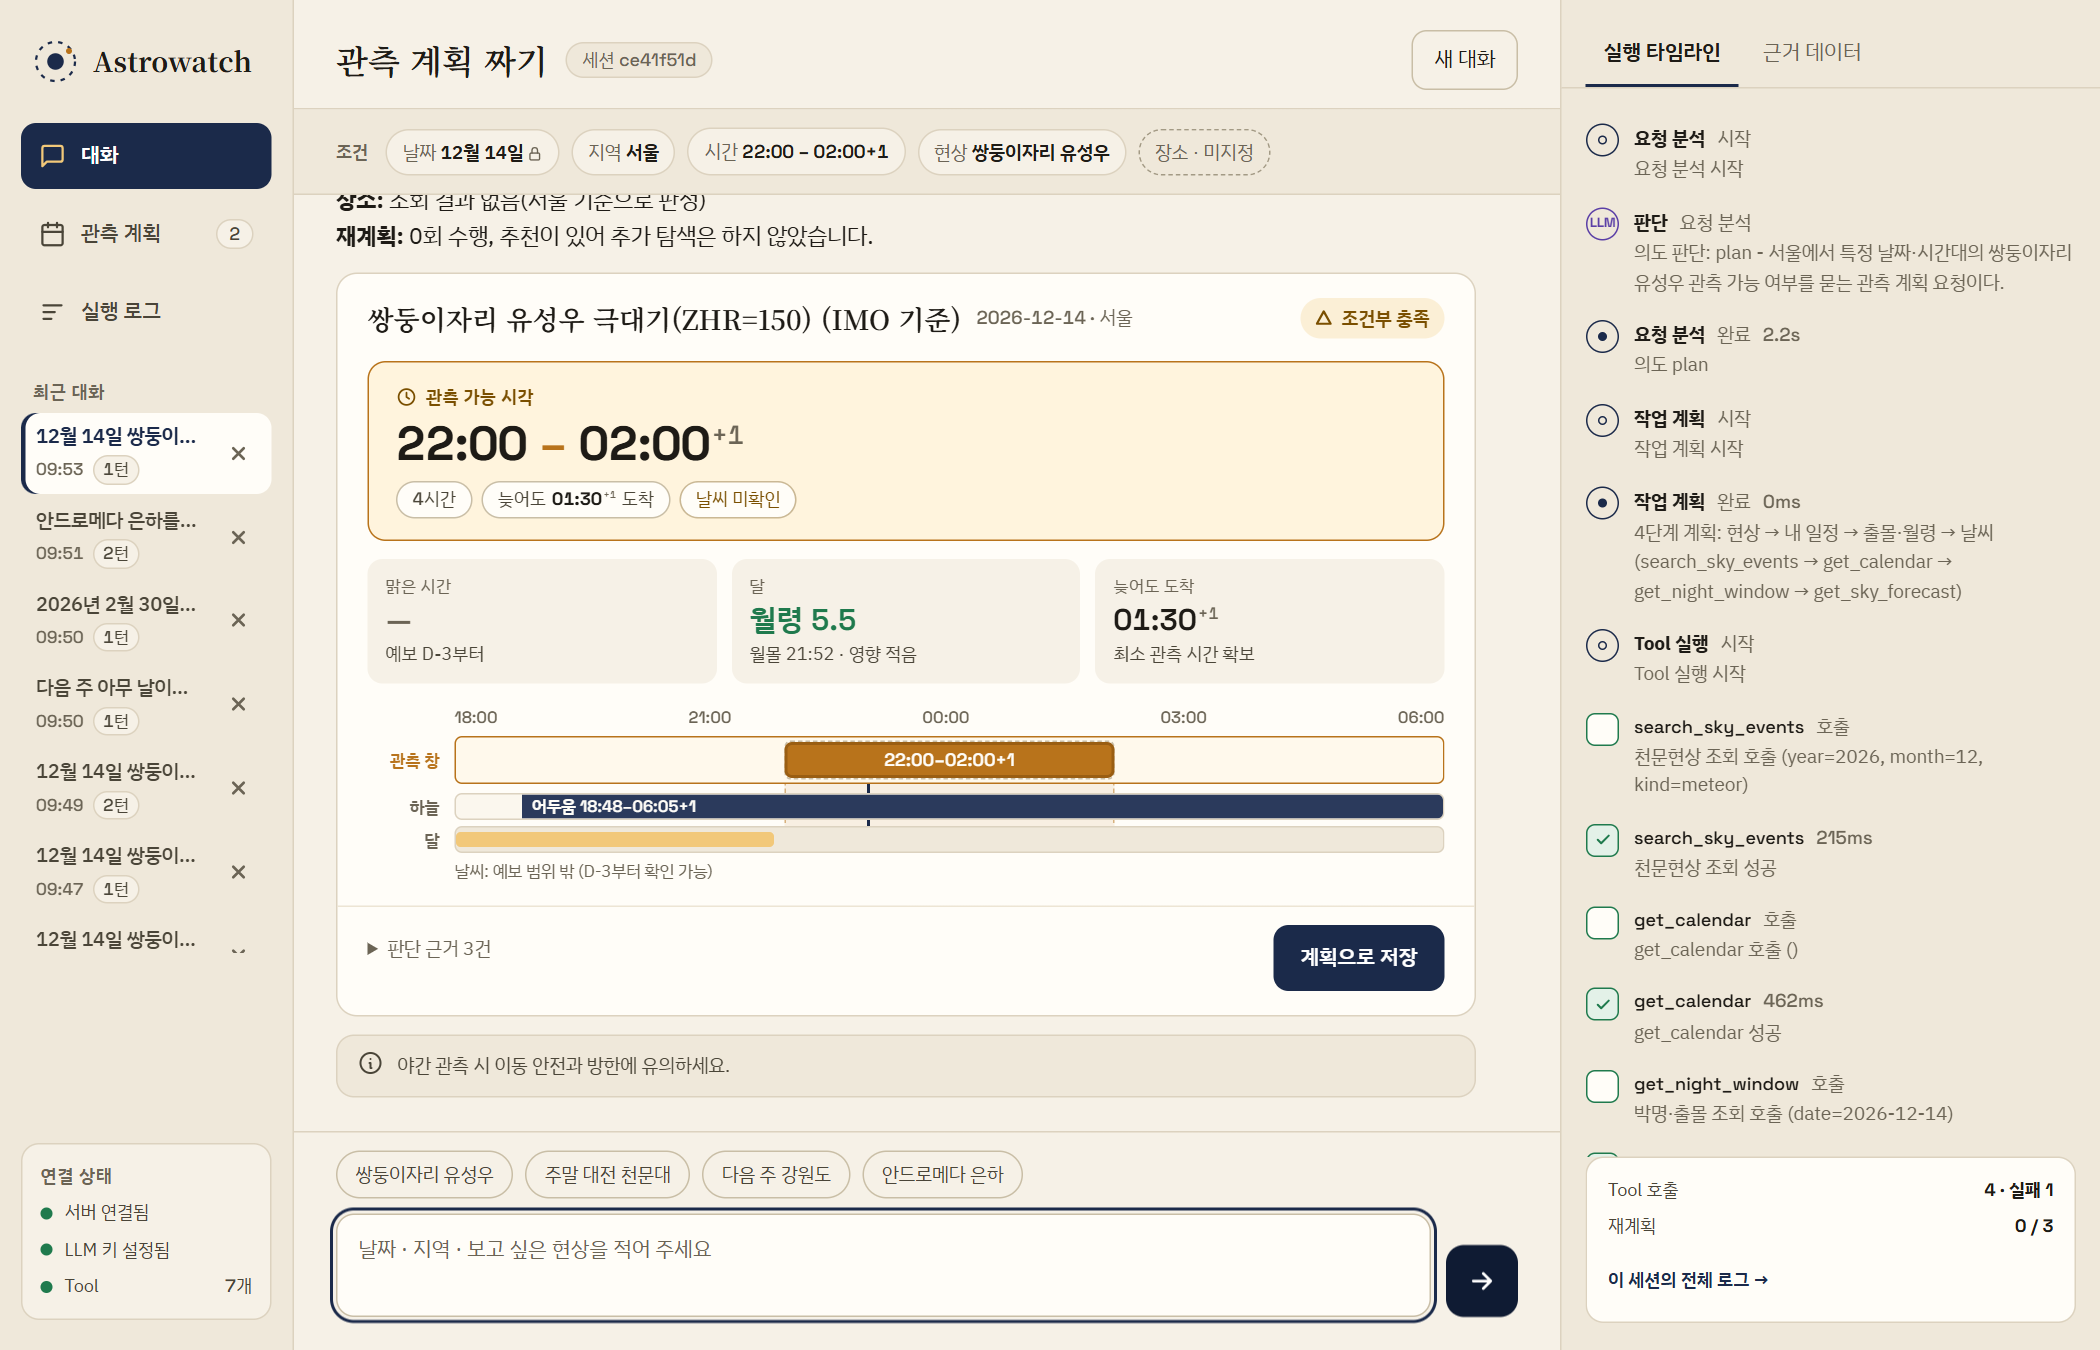 Astrowatch
대화
관측 계획 2
실행 로그
최근 대화
12월 14일 쌍둥이...
09:53 1턴
안드로메다 은하를...
09:51 2턴
2026년 2월 30일...
09:50 1턴
다음 주 아무 날이...
09:50 1턴
12월 14일 쌍둥이...
09:49 2턴
12월 14일 쌍둥이...
09:47 1턴
12월 14일 쌍둥이...
연결 상태
서버 연결됨
LLM 키 설정됨
Tool 7개
관측 계획 짜기 세션 ce41f51d
새 대화
조건 날짜 12월 14일 지역 서울 시간 22:00 – 02:00+1 현상 쌍둥이자리 유성우 장소 · 미지정
장소: 조회 결과 없음(서울 기준으로 판정)
재계획: 0회 수행, 추천이 있어 추가 탐색은 하지 않았습니다.
쌍둥이자리 유성우 극대기(ZHR=150) (IMO 기준) 2026-12-14 · 서울 조건부 충족
관측 가능 시각
22:00 – 02:00+1
4시간 늦어도 01:30+1 도착 날씨 미확인
맑은 시간
—
예보 D-3부터
달
월령 5.5
월몰 21:52 · 영향 적음
늦어도 도착
01:30+1
최소 관측 시간 확보
18:00 21:00 00:00 03:00 06:00
관측 창 22:00–02:00+1
하늘 어두움 18:48–06:05+1
달
날씨: 예보 범위 밖 (D-3부터 확인 가능)
▶ 판단 근거 3건
계획으로 저장
야간 관측 시 이동 안전과 방한에 유의하세요.
쌍둥이자리 유성우 주말 대전 천문대 다음 주 강원도 안드로메다 은하
날짜 · 지역 · 보고 싶은 현상을 적어 주세요
실행 타임라인 근거 데이터
요청 분석 시작
요청 분석 시작
LLM 판단 요청 분석
의도 판단: plan - 서울에서 특정 날짜·시간대의 쌍둥이자리
유성우 관측 가능 여부를 묻는 관측 계획 요청이다.
요청 분석 완료 2.2s
의도 plan
작업 계획 시작
작업 계획 시작
작업 계획 완료 0ms
4단계 계획: 현상 → 내 일정 → 출몰·월령 → 날씨
(search_sky_events → get_calendar →
get_night_window → get_sky_forecast)
Tool 실행 시작
Tool 실행 시작
search_sky_events 호출
천문현상 조회 호출 (year=2026, month=12,
kind=meteor)
search_sky_events 215ms
천문현상 조회 성공
get_calendar 호출
get_calendar 호출 ()
get_calendar 462ms
get_calendar 성공
get_night_window 호출
박명·출몰 조회 호출 (date=2026-12-14)
Tool 호출 4 · 실패 1
재계획 0 / 3
이 세션의 전체 로그 →